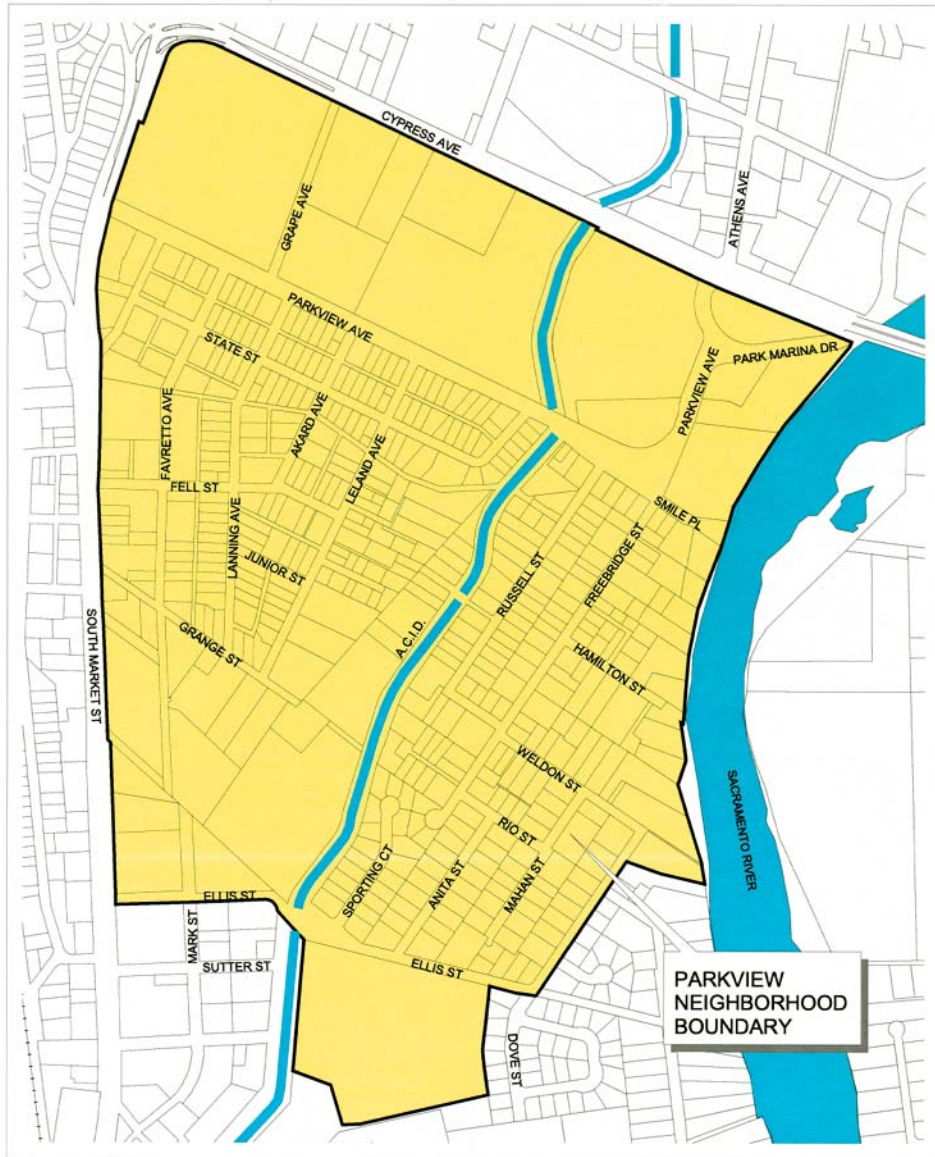 CYPRESS AVE
ATHENS AVE
GRAPE AVE
PARKVIEW AVE
STATE ST
PARKVIEW AVE
PARK MARINA DR
FAVRETTO AVE
AKARD AVE
LELAND AVE
FELL ST
SMILE PL
LANNING AVE
JUNIOR ST
RUSSELL ST
FREEBRIDGE ST
A.C.I.D.
GRANGE ST
HAMILTON ST
SOUTH MARKET ST
WELDON ST
SACRAMENTO RIVER
RIO ST
SPORTING CT
ANITA ST
MAHAN ST
ELLIS ST
MARK ST
SUTTER ST
ELLIS ST
DOVE ST
PARKVIEW
NEIGHBORHOOD
BOUNDARY